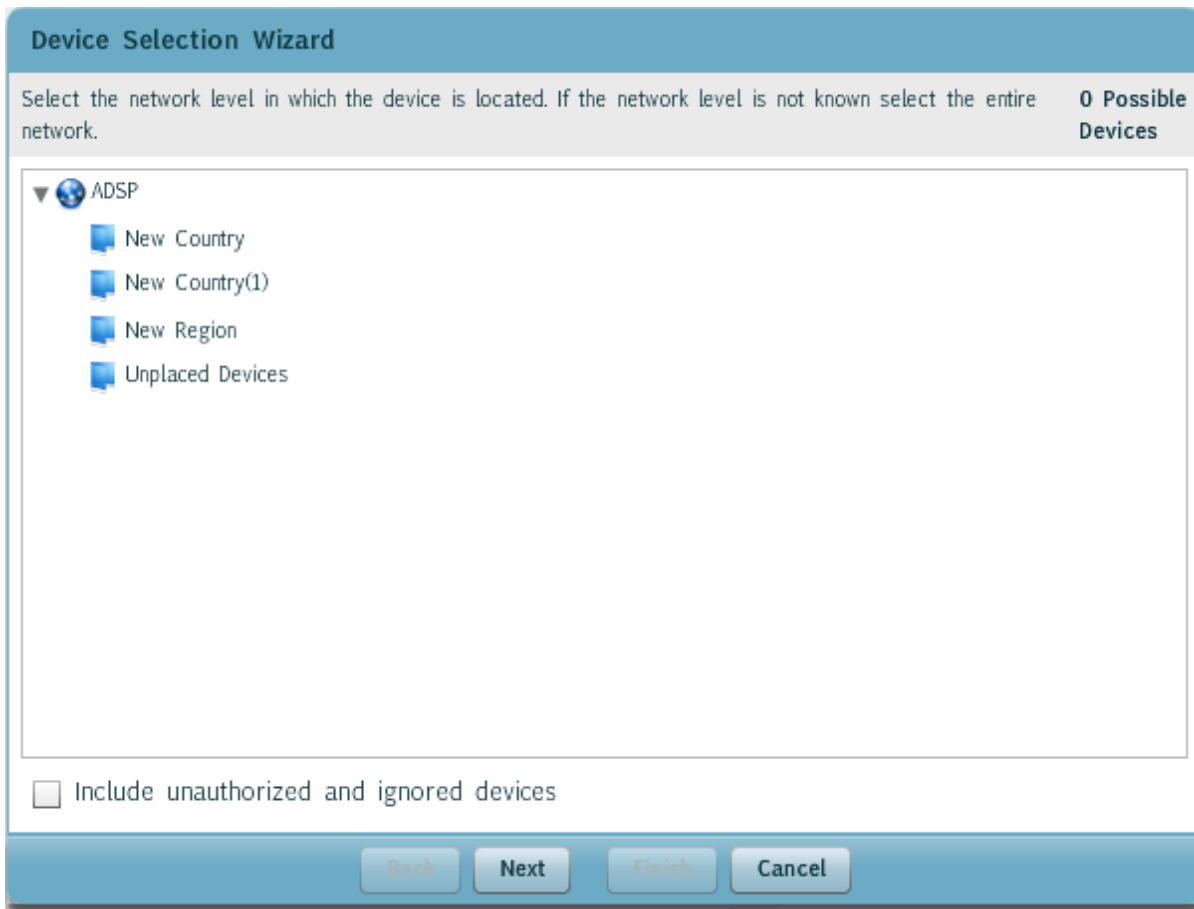 Device Selection Wizard
Select the network level in which the device is located. If the network level is not known select the entire
network.
0 Possible
Devices
ADSP
New Country
New Country(1)
New Region
Unplaced Devices
Include unauthorized and ignored devices
Back Next Finish Cancel